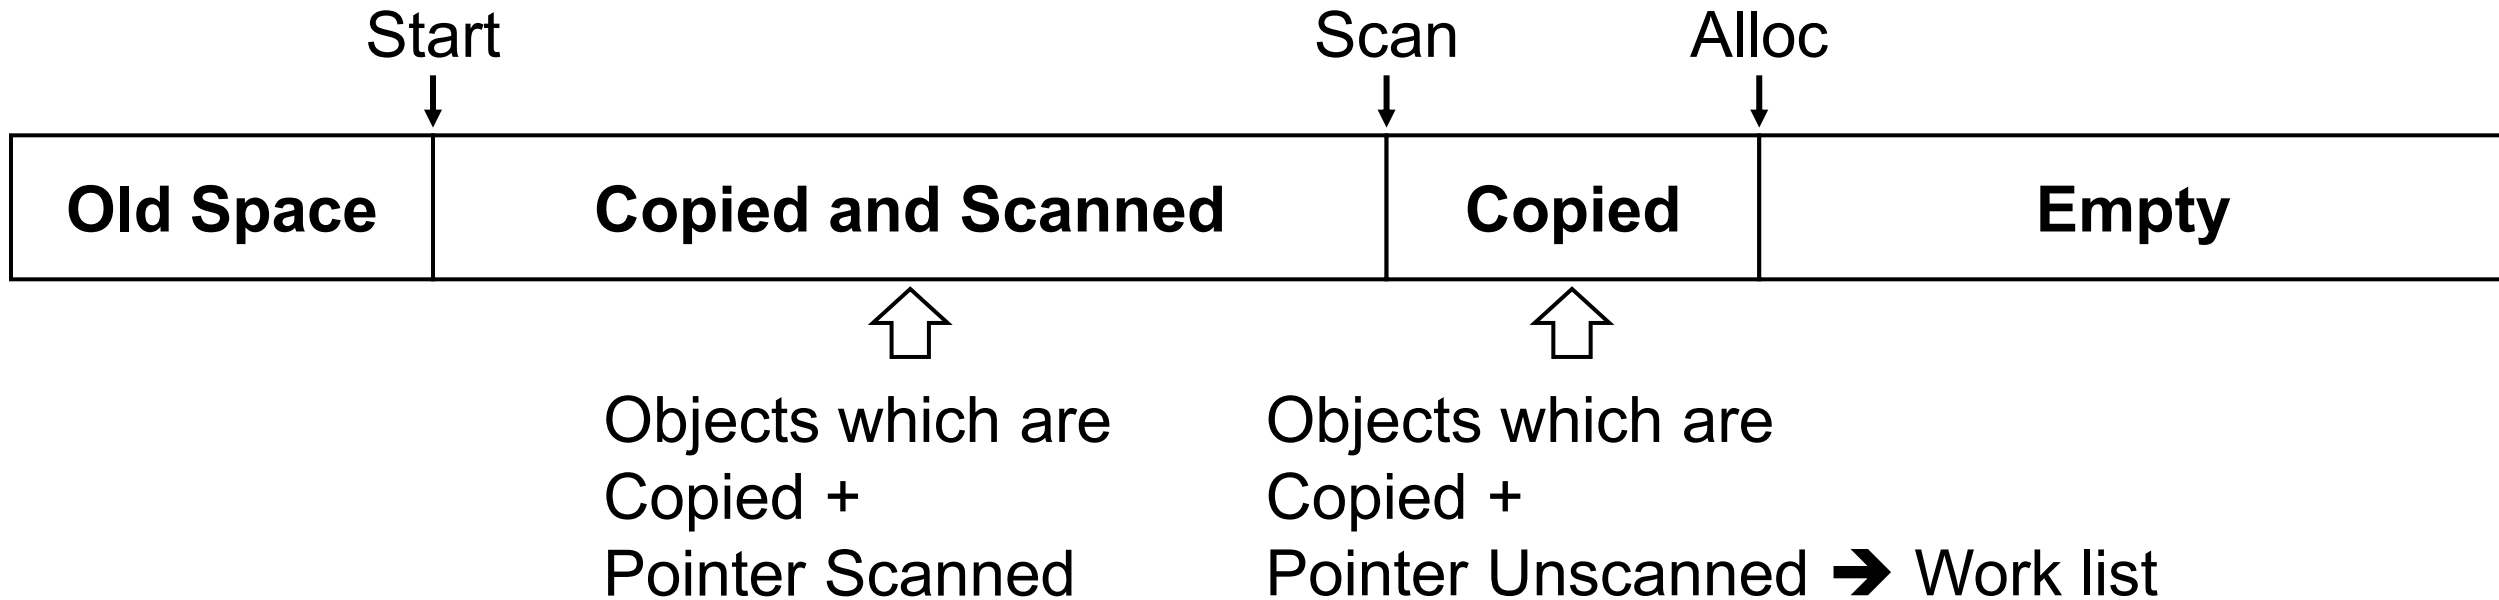 Start Scan Alloc
Old Space Copied and Scanned Copied Empty
Objects which are
Copied +
Pointer Scanned
Objects which are
Copied +
Pointer Unscanned ➔ Work list